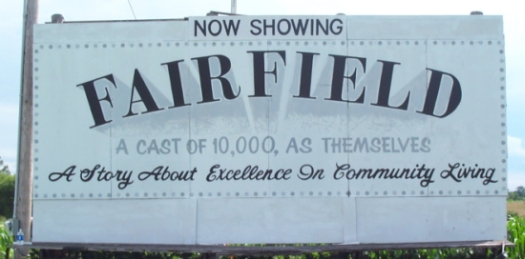 NOW SHOWING
FAIRFIELD
A CAST OF 10,000, AS THEMSELVES
A Story About Excellence In Community Living